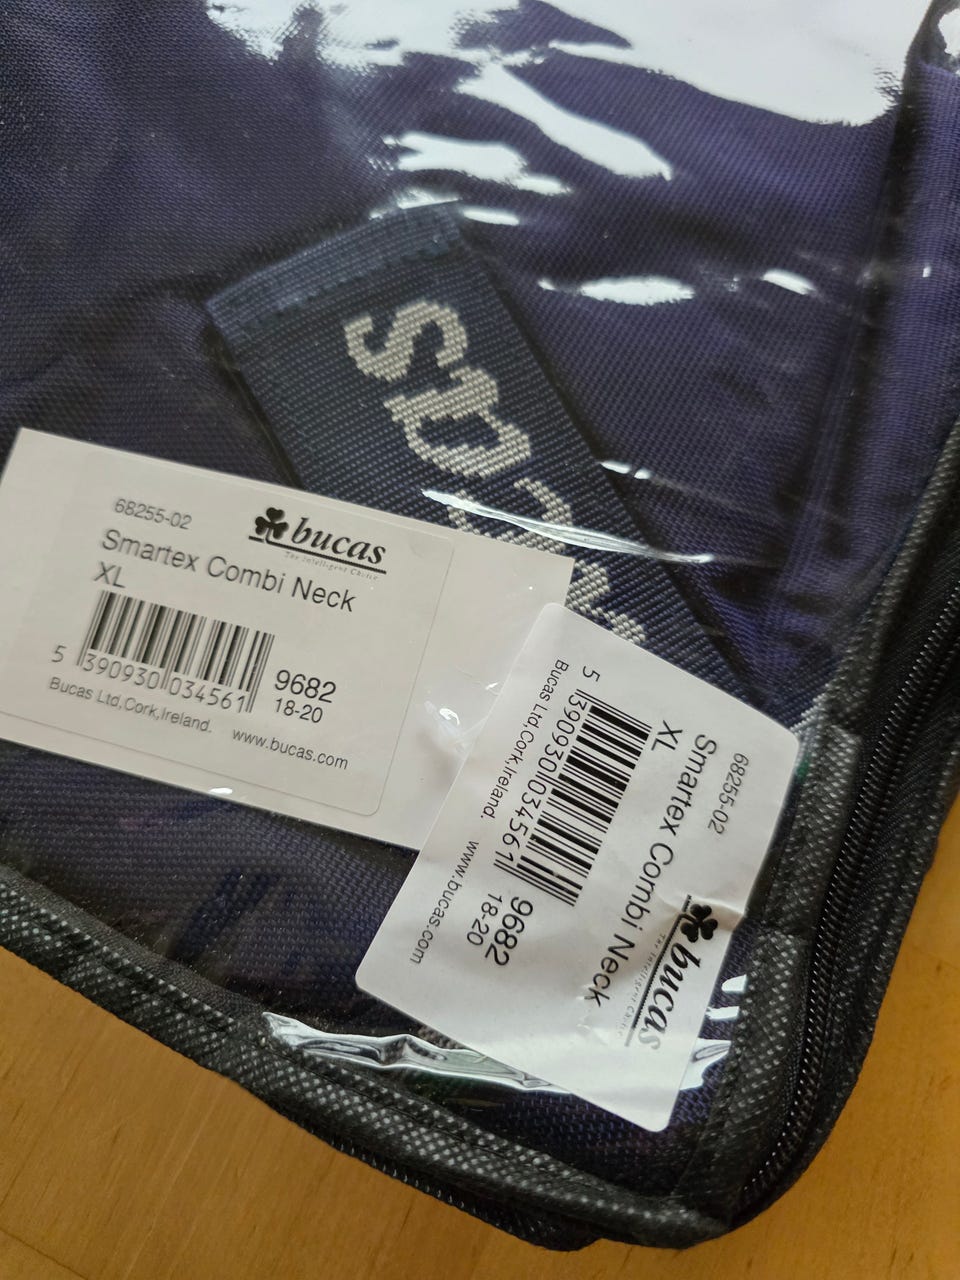 68255-02
bucas
The Intelligent Choice
Smartex Combi Neck
XL
5 390930 034561
9682
18-20
Bucas Ltd,Cork,Ireland. www.bucas.com
68255-02
bucas
The Intelligent Choice
Smartex Combi Neck
XL
5 390930 034561
9682
18-20
Bucas Ltd,Cork,Ireland. www.bucas.com